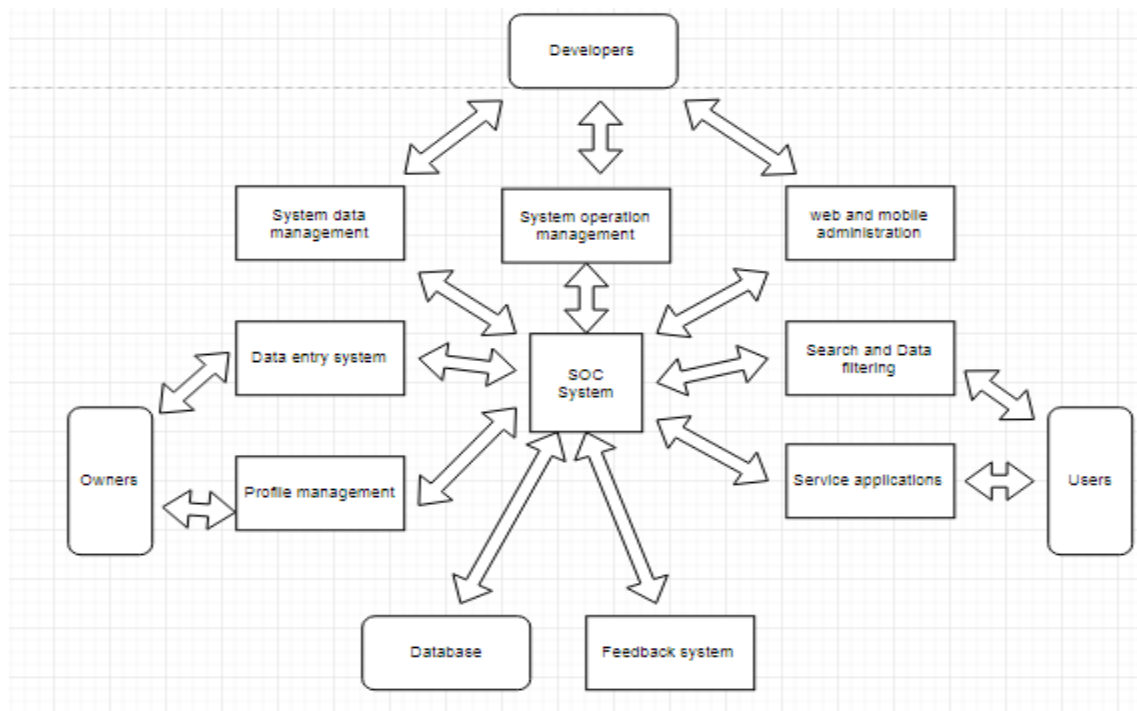 Developers
System data
management
System operation
management
web and mobile
administration
Data entry system
SOC
System
Search and Data
filtering
Owners
Profile management
Service applications
Users
Database
Feedback system